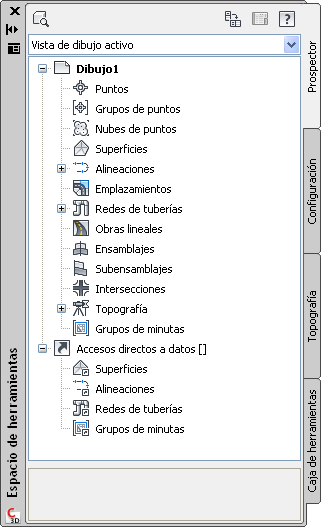 Vista de dibujo activo
Dibujo1
Puntos
Grupos de puntos
Nubes de puntos
Superficies
Alineaciones
Emplazamientos
Redes de tuberías
Obras lineales
Ensamblajes
Subensamblajes
Intersecciones
Topografía
Grupos de minutas
Accesos directos a datos []
Superficies
Alineaciones
Redes de tuberías
Grupos de minutas
Prospector
Configuración
Topografía
Caja de herramientas
Espacio de herramientas
C 3D